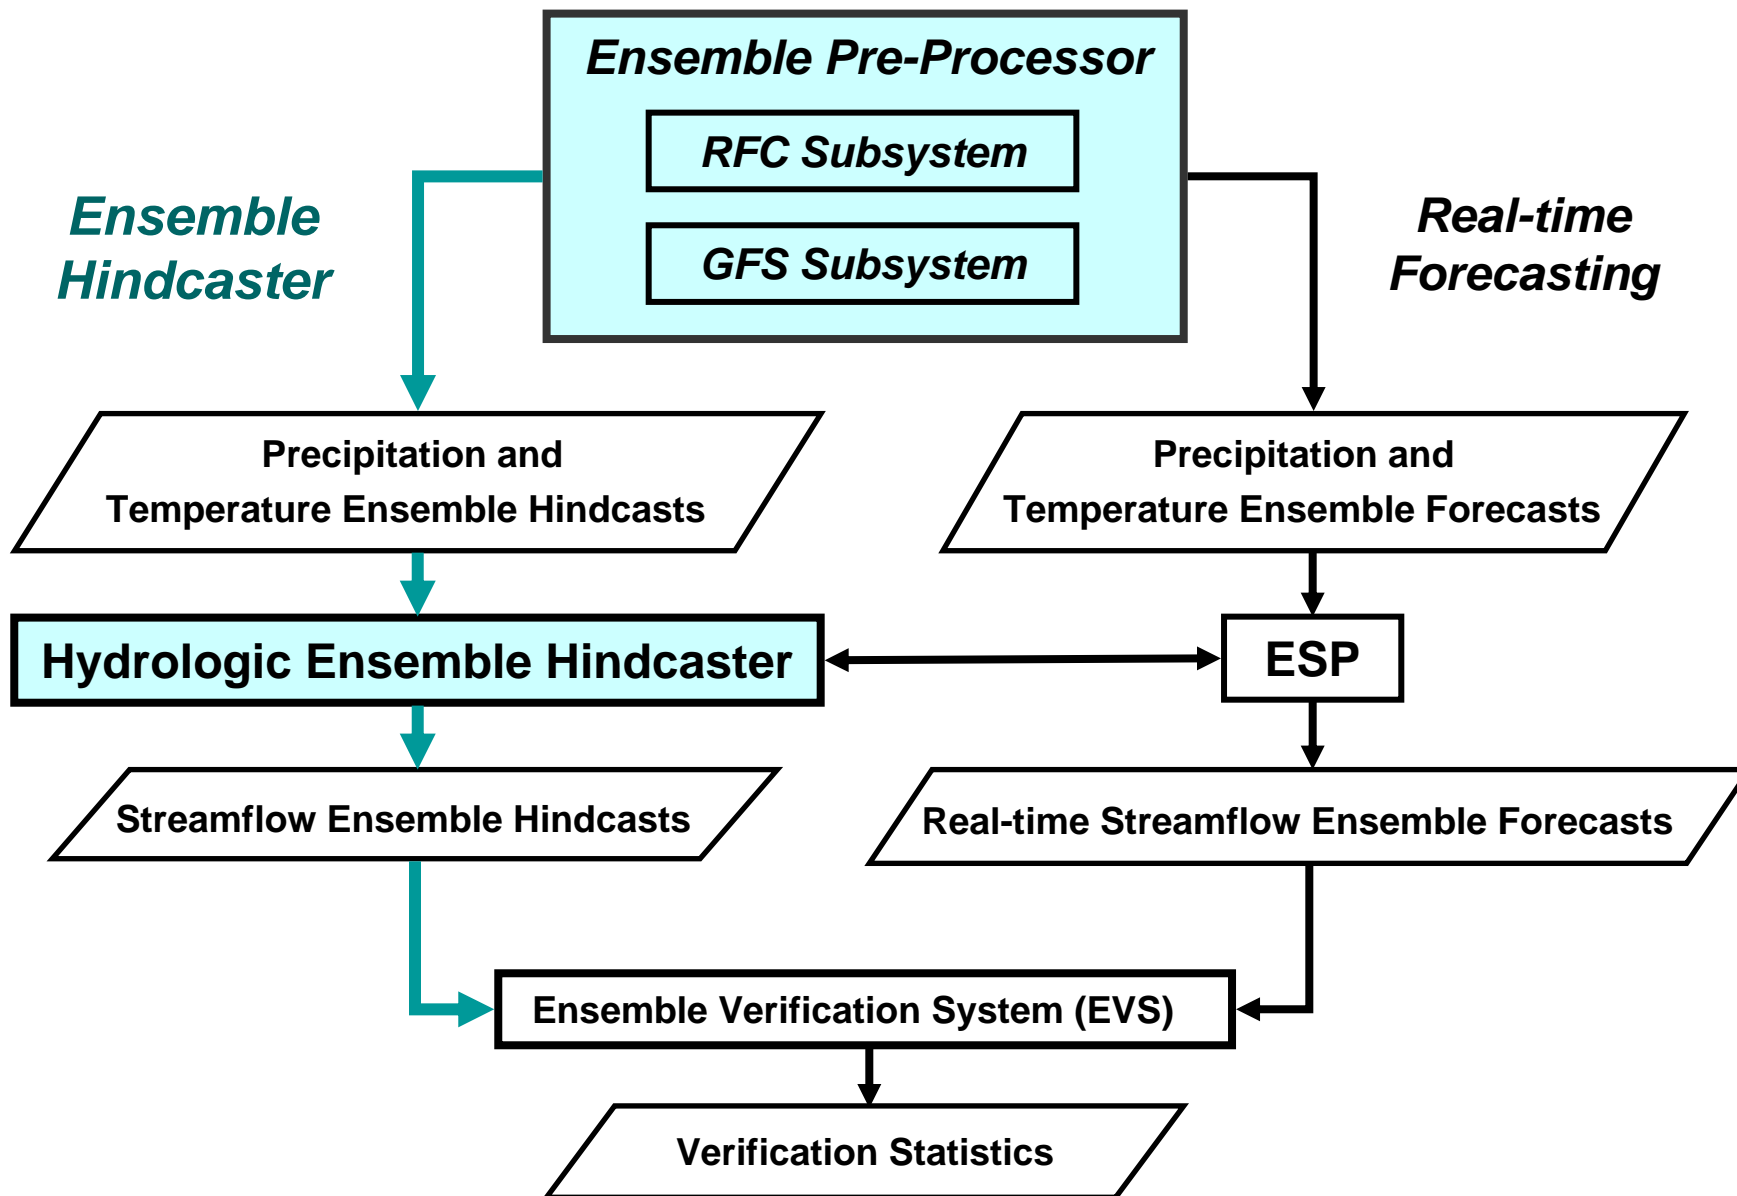 Ensemble Pre-Processor
RFC Subsystem
GFS Subsystem
Ensemble
Hindcaster
Real-time
Forecasting
Precipitation and
Temperature Ensemble Hindcasts
Precipitation and
Temperature Ensemble Forecasts
Hydrologic Ensemble Hindcaster
ESP
Streamflow Ensemble Hindcasts
Real-time Streamflow Ensemble Forecasts
Ensemble Verification System (EVS)
Verification Statistics